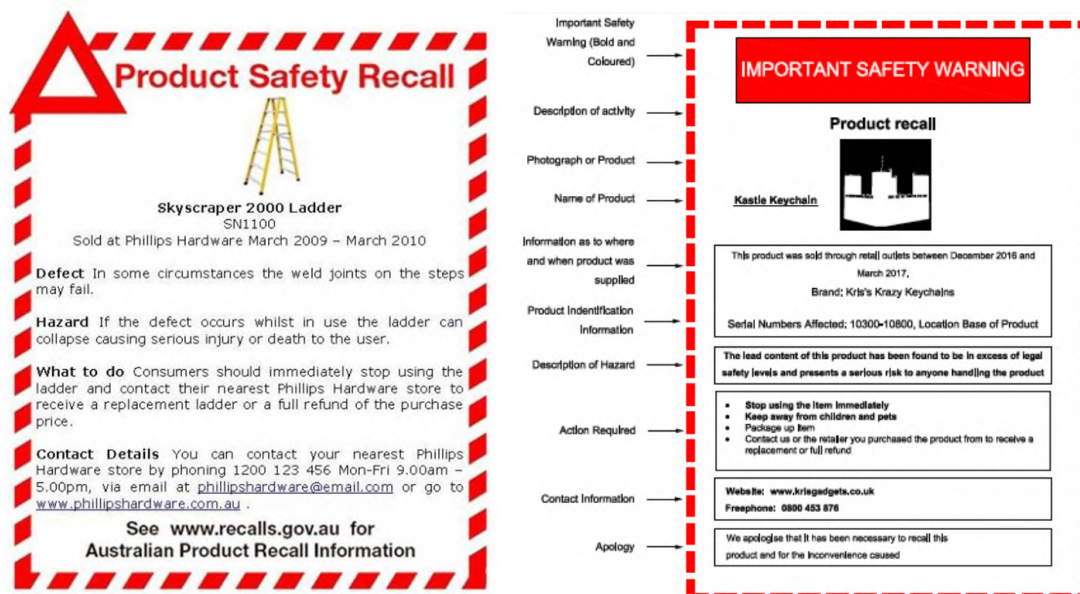 Product Safety Recall
Skyscraper 2000 Ladder
SN1100
Sold at Phillips Hardware March 2009 – March 2010
Defect In some circumstances the weld joints on the steps
may fail.
Hazard If the defect occurs whilst in use the ladder can
collapse causing serious injury or death to the user.
What to do Consumers should immediately stop using the
ladder and contact their nearest Phillips Hardware store to
receive a replacement ladder or a full refund of the purchase
price.
Contact Details You can contact your nearest Phillips
Hardware store by phoning 1200 123 456 Mon-Fri 9.00am –
5.00pm, via email at phillipshardware@email.com or go to
www.phillipshardware.com.au .
See www.recalls.gov.au for
Australian Product Recall Information
Important Safety
Warning (Bold and
Coloured)
Description of activity
Photograph or Product
Name of Product
Information as to where
and when product was
supplied
Product Indentification
Information
Description of Hazard
Action Required
Contact Information
Apology
IMPORTANT SAFETY WARNING
Product recall
Kastle Keychain
This product was sold through retail outlets between December 2016 and
March 2017.
Brand: Kris's Krazy Keychains
Serial Numbers Affected: 10300-10800, Location Base of Product
The lead content of this product has been found to be in excess of legal
safety levels and presents a serious risk to anyone handling the product
• Stop using the item immediately
• Keep away from children and pets
• Package up item
• Contact us or the retailer you purchased the product from to receive a
replacement or full refund
Website: www.krisgadgets.co.uk
Freephone: 0800 453 876
We apologise that it has been necessary to recall this
product and for the inconvenience caused